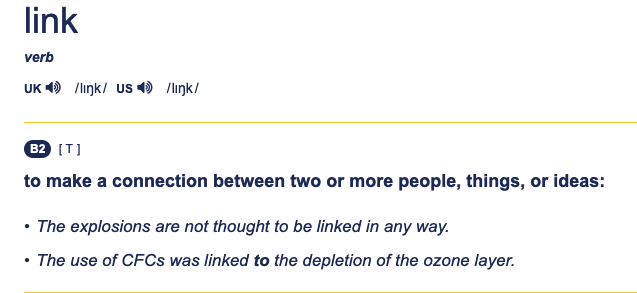 link
verb
UK /lɪŋk/ US /lɪŋk/
B2 [ T ]
to make a connection between two or more people, things, or ideas:
• The explosions are not thought to be linked in any way.
• The use of CFCs was linked to the depletion of the ozone layer.